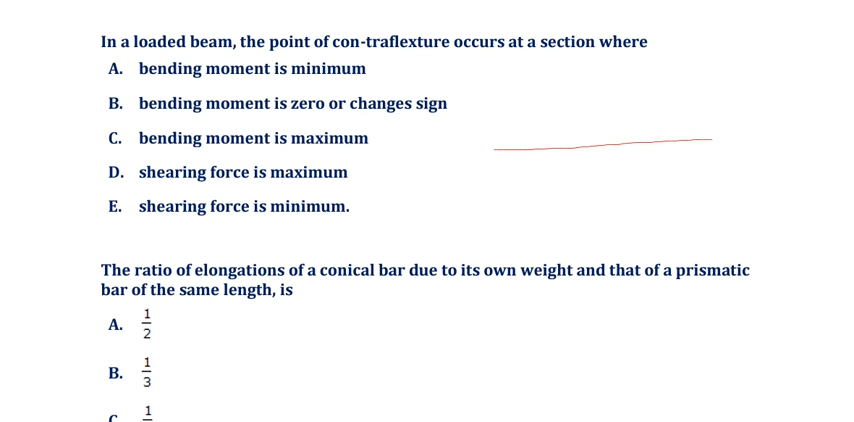 In a loaded beam, the point of con-traflexture occurs at a section where
A. bending moment is minimum
B. bending moment is zero or changes sign
C. bending moment is maximum
D. shearing force is maximum
E. shearing force is minimum.
The ratio of elongations of a conical bar due to its own weight and that of a prismatic
bar of the same length, is
A. 1/2
B. 1/3